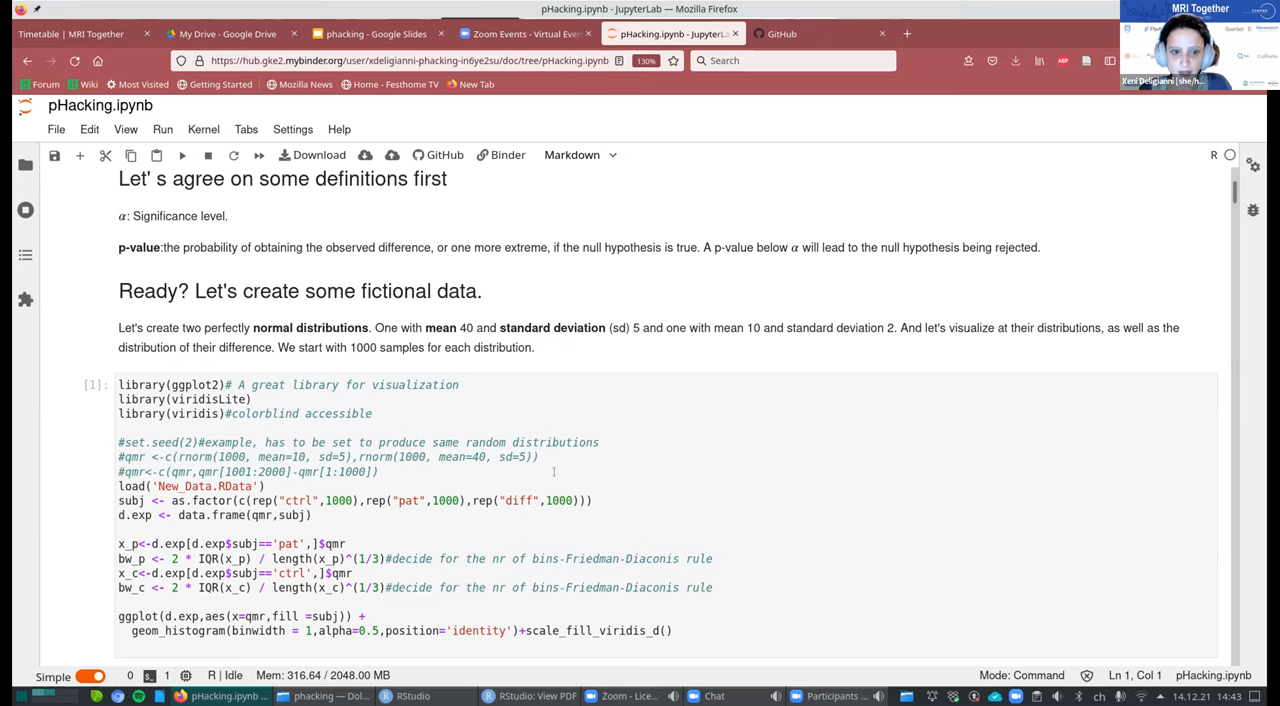 pHacking.ipynb - JupyterLab — Mozilla Firefox
Timetable | MRI Together
My Drive - Google Drive
phacking - Google Slides
Zoom Events - Virtual Even
pHacking.ipynb - JupyterLa
GitHub
https://hub.gke2.mybinder.org/user/xdeligianni-phacking-in6ye2su/doc/tree/pHacking.ipynb
130%
Search
ABP
Forum
Wiki
Most Visited
Getting Started
Mozilla News
Home - Festhome TV
New Tab
MRI Together
Xeni Deligianni [she/h...
pHacking.ipynb
File Edit View Run Kernel Tabs Settings Help
Download GitHub Binder Markdown
R
Let' s agree on some definitions first
α: Significance level.
p-value:the probability of obtaining the observed difference, or one more extreme, if the null hypothesis is true. A p-value below α will lead to the null hypothesis being rejected.
Ready? Let's create some fictional data.
Let's create two perfectly normal distributions. One with mean 40 and standard deviation (sd) 5 and one with mean 10 and standard deviation 2. And let's visualize at their distributions, as well as the
distribution of their difference. We start with 1000 samples for each distribution.
[1]:
library(ggplot2)# A great library for visualization
library(viridisLite)
library(viridis)#colorblind accessible
#set.seed(2)#example, has to be set to produce same random distributions
#qmr <-c(rnorm(1000, mean=10, sd=5),rnorm(1000, mean=40, sd=5))
#qmr<-c(qmr,qmr[1001:2000]-qmr[1:1000])
load('New_Data.RData')
subj <- as.factor(c(rep("ctrl",1000),rep("pat",1000),rep("diff",1000)))
d.exp <- data.frame(qmr,subj)
x_p<-d.exp[d.exp$subj=='pat',]$qmr
bw_p <- 2 * IQR(x_p) / length(x_p)^(1/3)#decide for the nr of bins-Friedman-Diaconis rule
x_c<-d.exp[d.exp$subj=='ctrl',]$qmr
bw_c <- 2 * IQR(x_c) / length(x_c)^(1/3)#decide for the nr of bins-Friedman-Diaconis rule
ggplot(d.exp,aes(x=qmr,fill =subj)) +
geom_histogram(binwidth = 1,alpha=0.5,position='identity')+scale_fill_viridis_d()
Simple 0 1 R | Idle Mem: 316.64 / 2048.00 MB
Mode: Command Ln 1, Col 1 pHacking.ipynb
pHacking.ipynb ...
phacking — Dol...
RStudio
RStudio: View PDF
Zoom - Lice...
Chat
Participants ...
ch
14.12.21 14:43